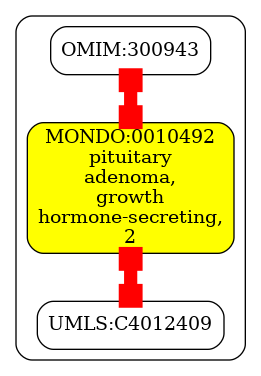 OMIM:300943
MONDO:0010492
pituitary
adenoma,
growth
hormone-secreting,
2
UMLS:C4012409